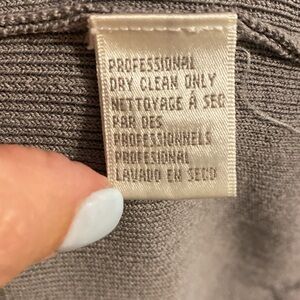 PROFESSIONAL
DRY CLEAN ONLY
NETTOYAGE Á SEC
PAR DES
PROFESSIONNELS
PROFESIONAL
LAVADO EN SECO